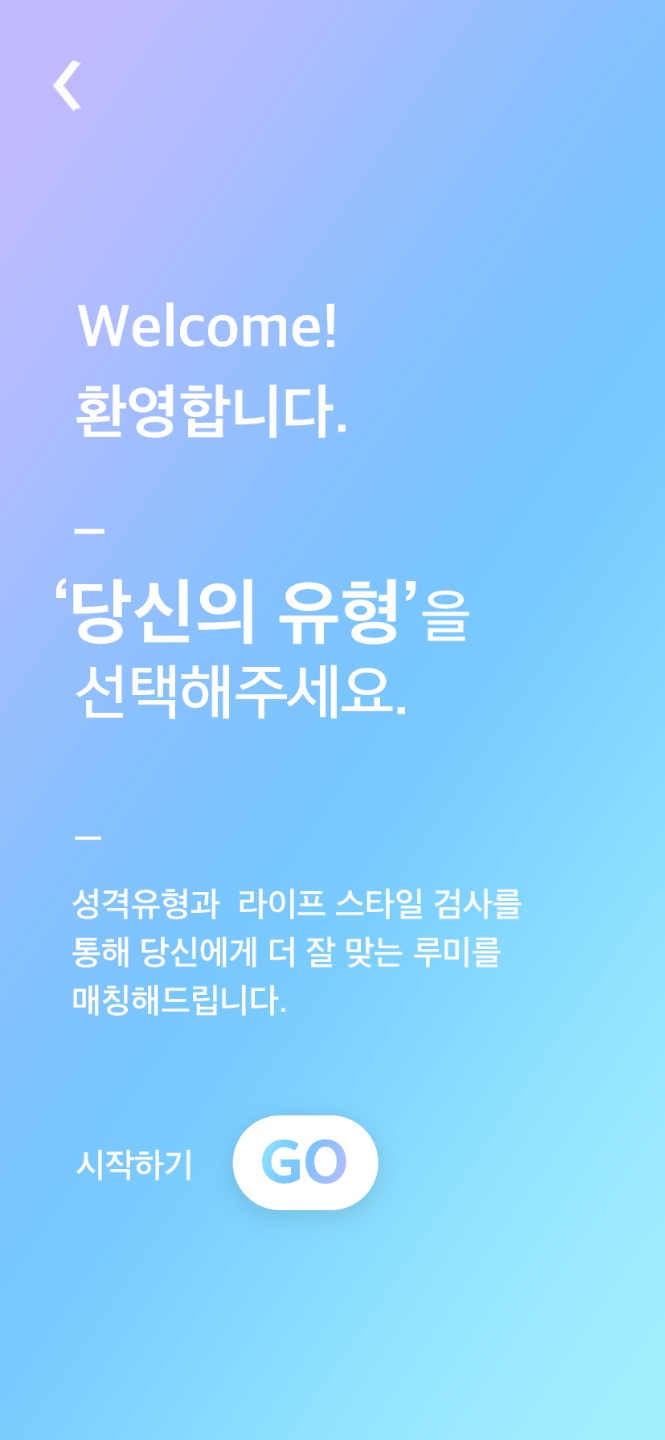 Welcome!
환영합니다.
‘당신의 유형’을
선택해주세요.
성격유형과 라이프 스타일 검사를
통해 당신에게 더 잘 맞는 루미를
매칭해드립니다.
시작하기 GO